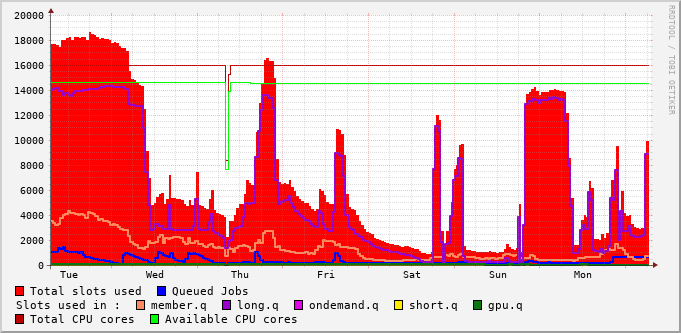 20000
18000
16000
14000
12000
10000
8000
6000
4000
2000
0
Tue Wed Thu Fri Sat Sun Mon
Total slots used Queued Jobs
Slots used in : member.q long.q ondemand.q short.q gpu.q
Total CPU cores Available CPU cores
RRDTOOL / TOBI OETIKER